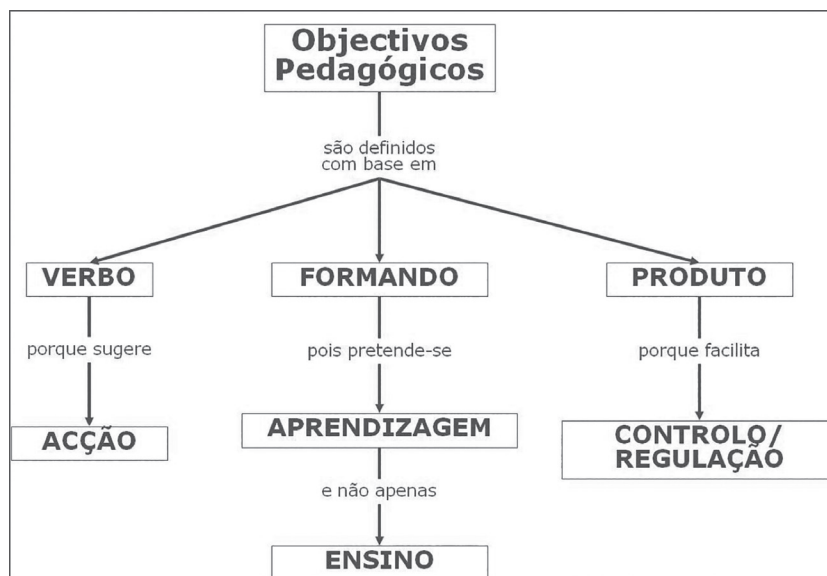 Objectivos
Pedagógicos
são definidos
com base em
VERBO
FORMANDO
PRODUTO
porque sugere
pois pretende-se
porque facilita
ACÇÃO
APRENDIZAGEM
CONTROLO/
REGULAÇÃO
e não apenas
ENSINO